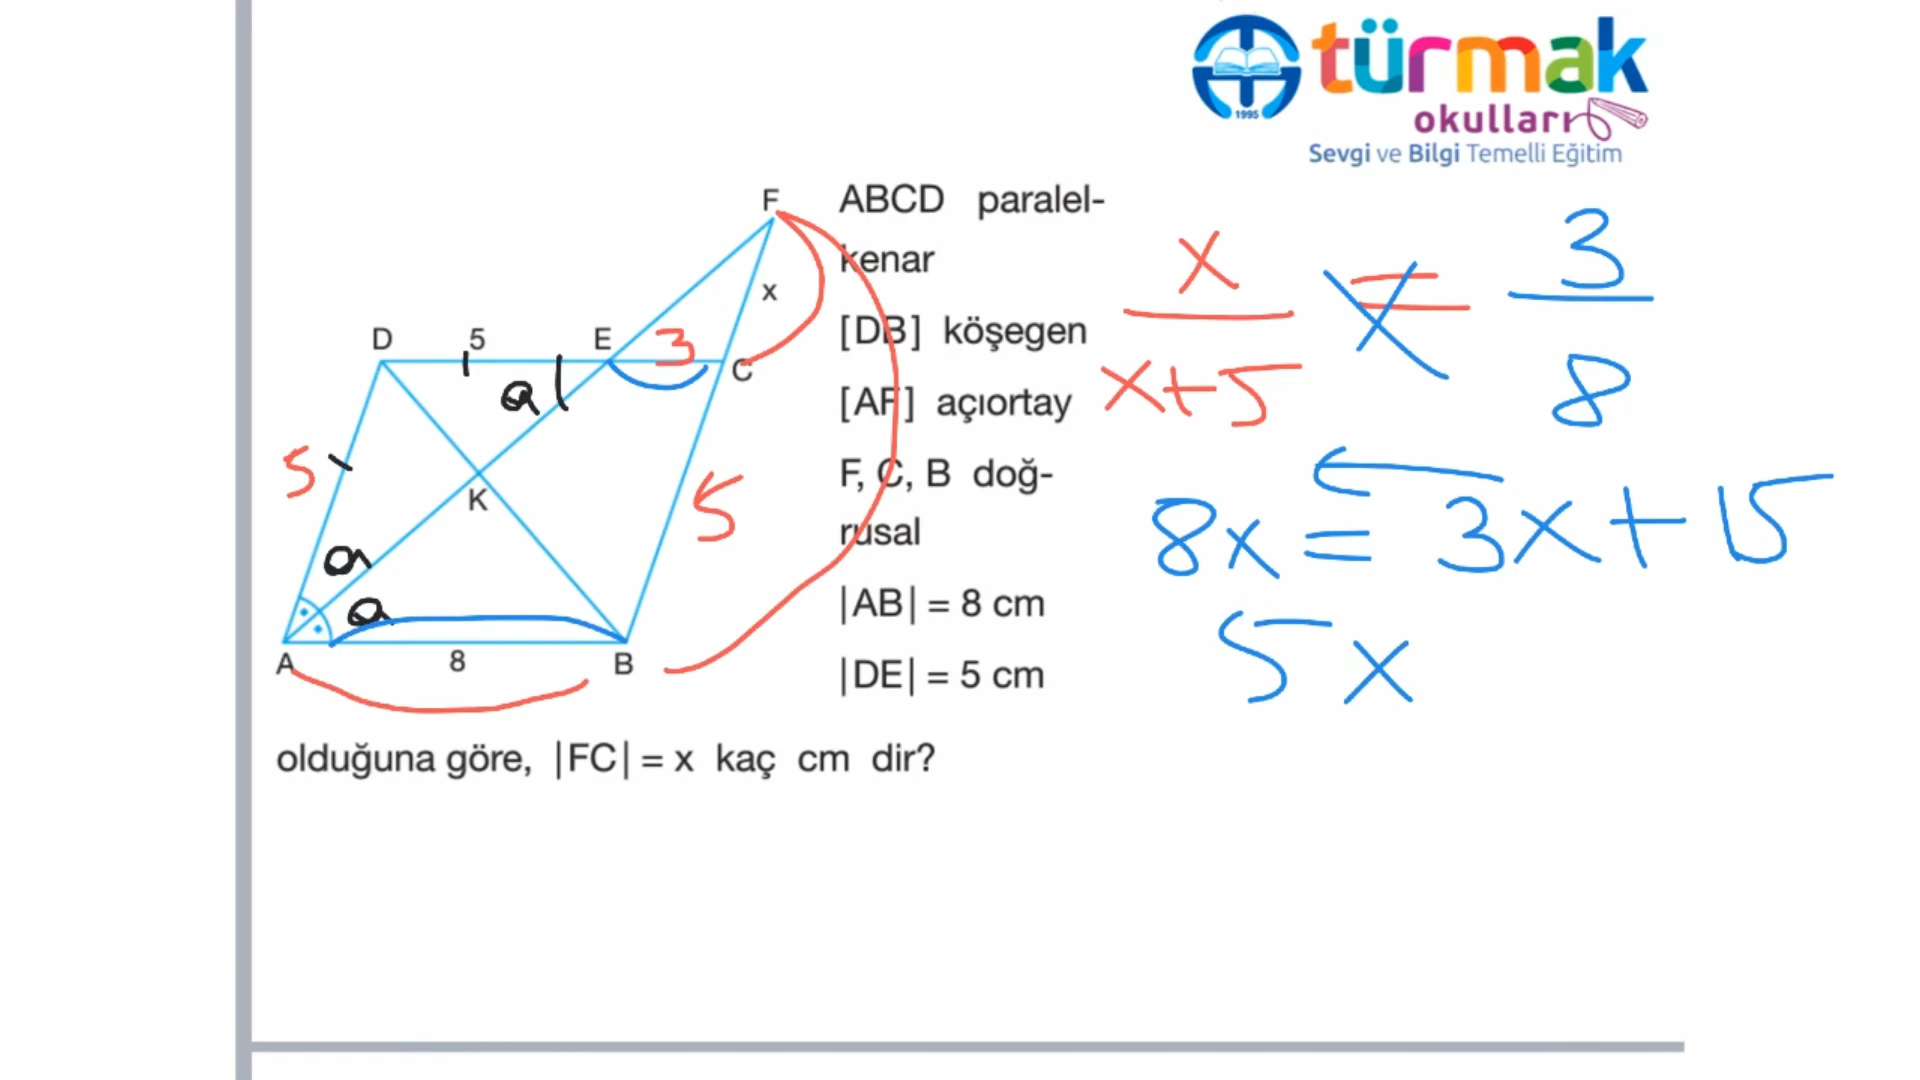 türmak
okulları
1995
Sevgi ve Bilgi Temelli Eğitim
F
x
D 5 E 3 C
a
5
K
5
a
a
A 8 B
ABCD paralel-
kenar
[DB] köşegen
[AF] açıortay
F, C, B doğ-
rusal
|AB| = 8 cm
|DE| = 5 cm
olduğuna göre, |FC| = x kaç cm dir?
x = 3
x+5 8
8x = 3x+15
5x